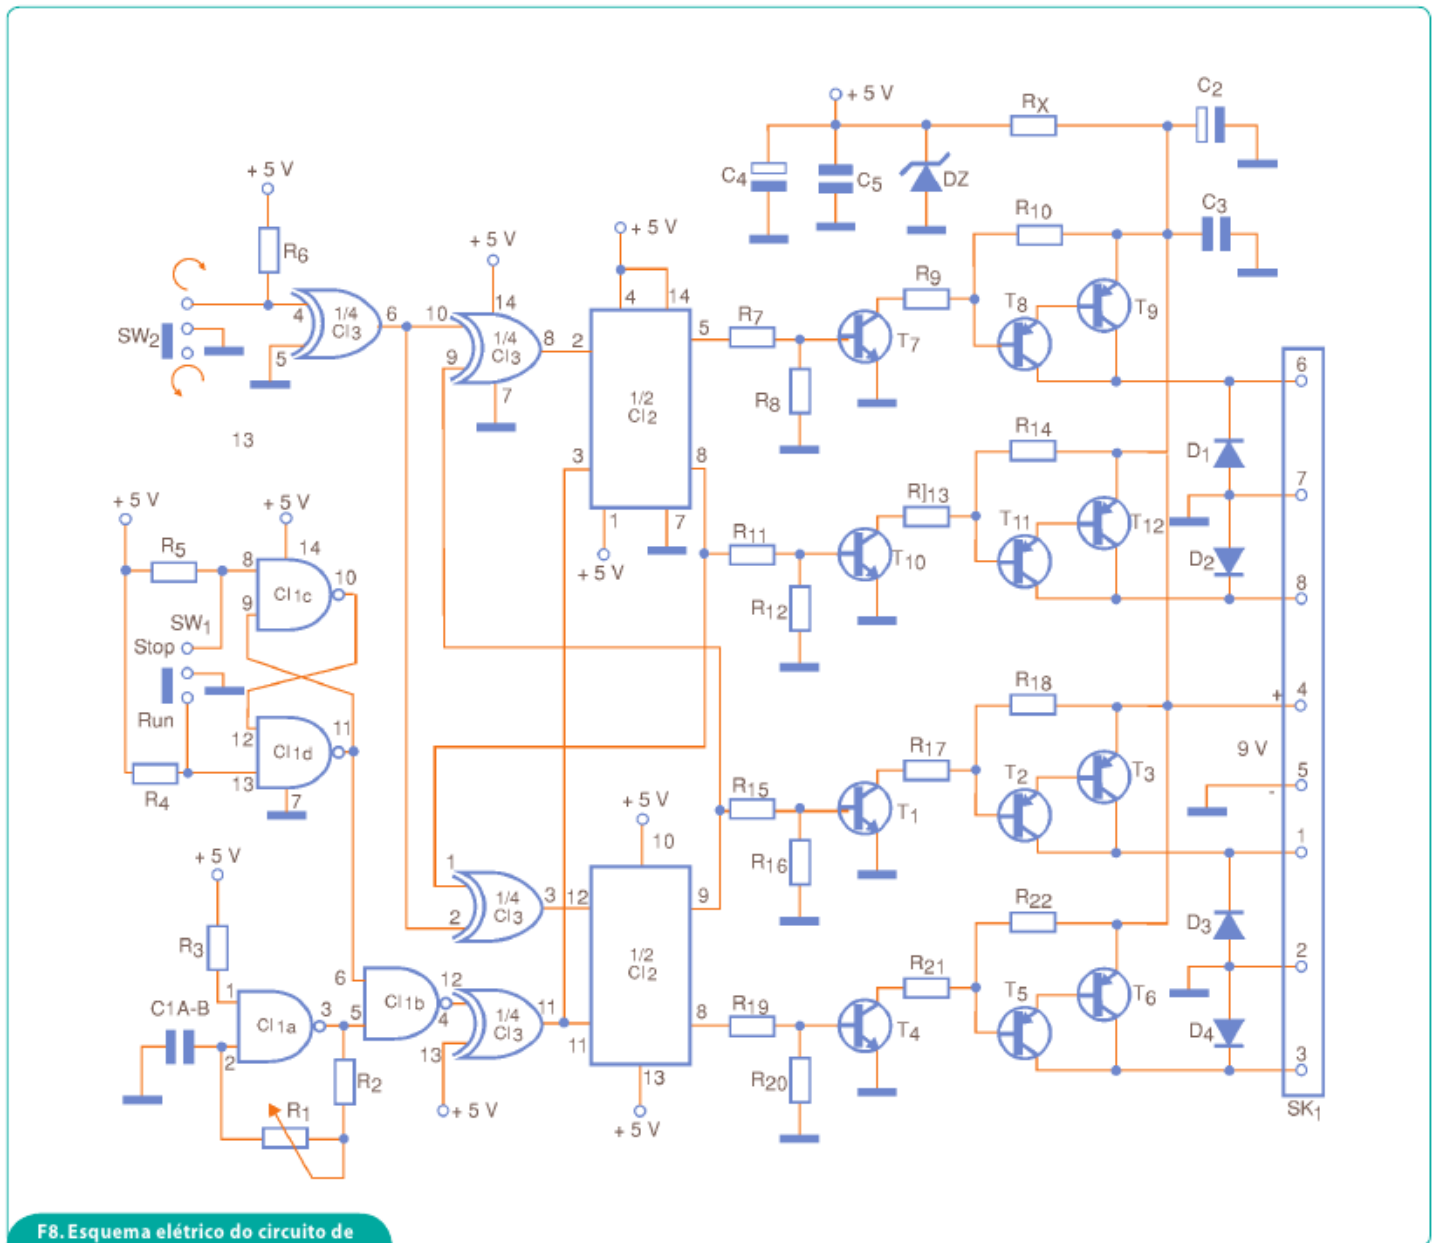 + 5 V
C2
RX
C4
C5
DZ
+ 5 V
R10
C3
R6
+ 5 V
+ 5 V
R9
T8
T9
4
1/4
CI3
6
10
14
1/4
CI3
9
8
2
4
14
5
R7
T7
SW2
5
7
1/2
CI2
R8
6
13
3
8
R14
D1
7
R]13
T11
T12
+ 5 V
+ 5 V
1
7
R11
T10
D2
R5
14
8
CI1c
10
+ 5 V
8
9
SW1
R12
Stop
Run
12
11
CI1d
13
R4
7
R18
+
4
R17
9 V
T2
T3
5
-
+ 5 V
10
R15
T1
1
+ 5 V
1
1/4
CI3
3
12
2
9
R16
R22
D3
R3
1/2
CI2
R21
2
C1A-B
1
CI1a
3
2
6
5
CI1b
12
4
1/4
CI3
11
13
11
8
R19
T4
T5
T6
D4
R2
R20
3
13
R1
+ 5 V
+ 5 V
SK1
F8. Esquema elétrico do circuito de